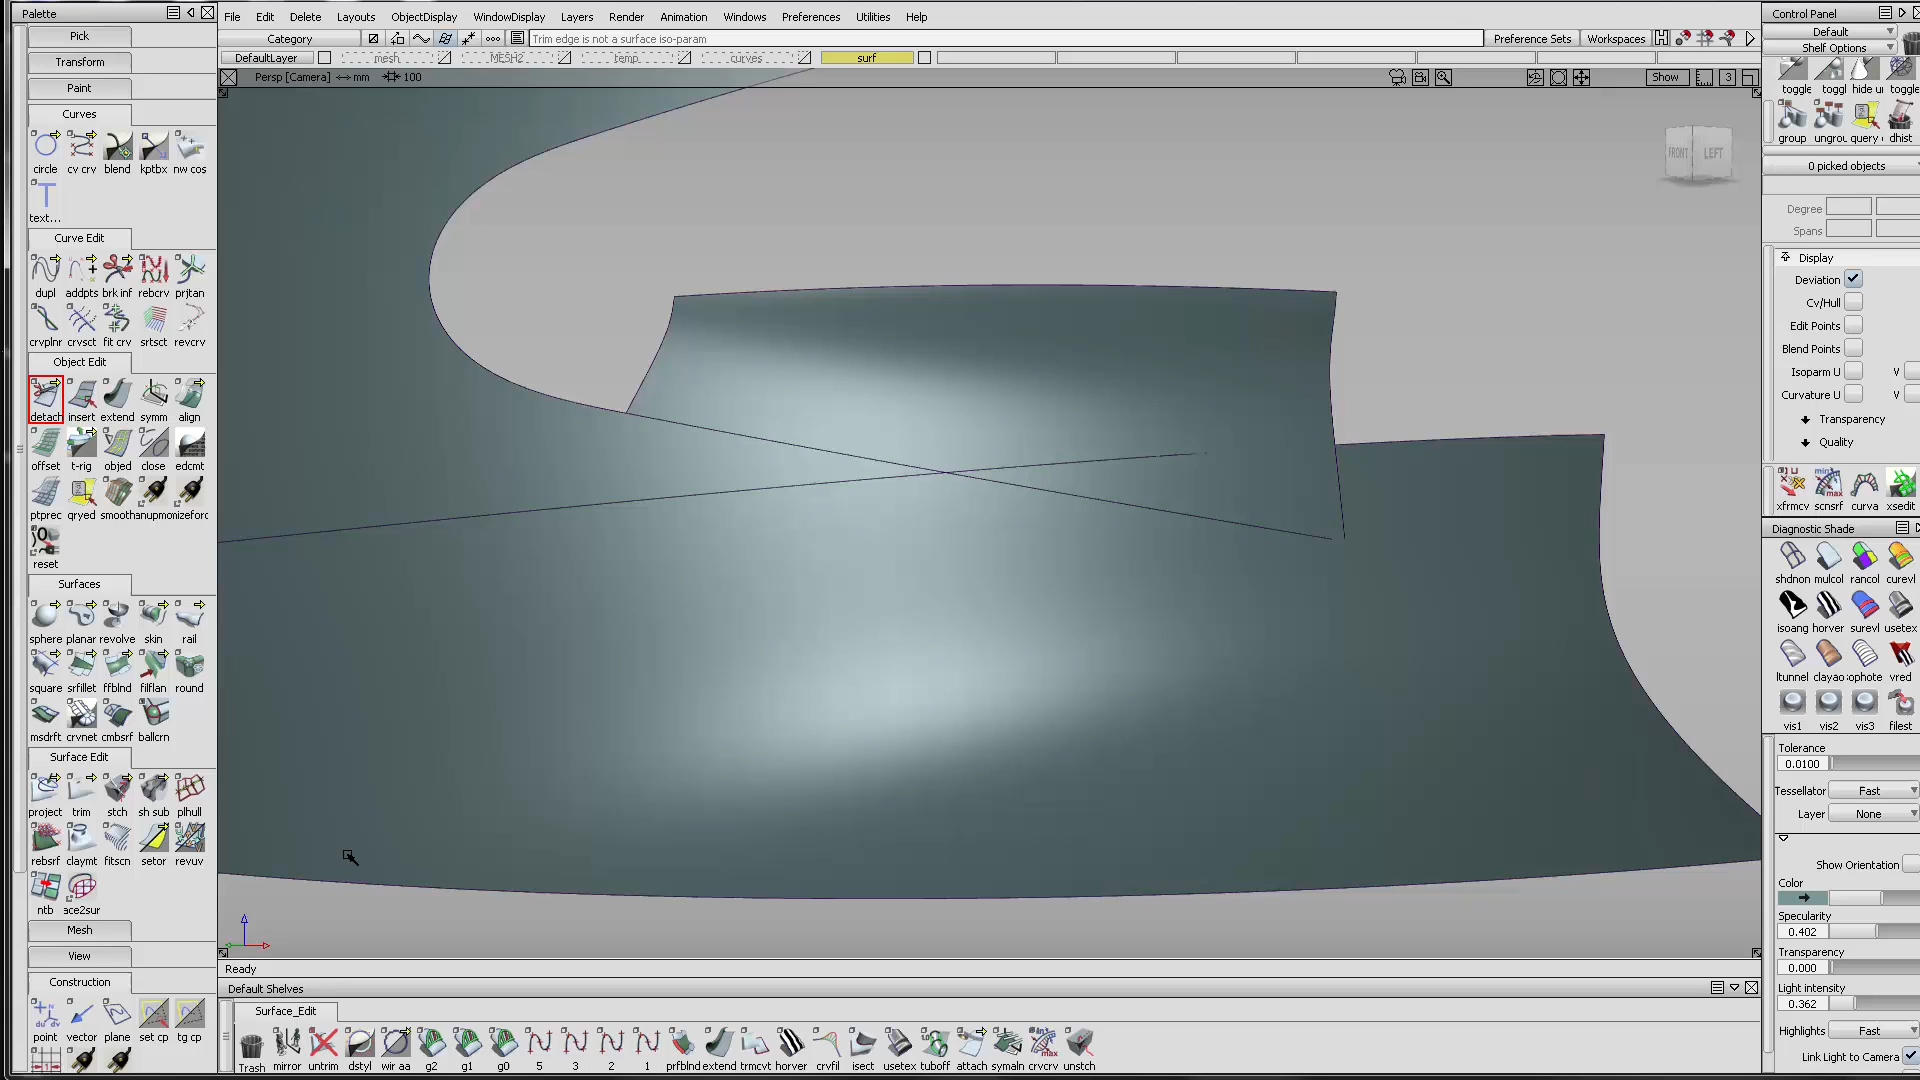 Palette
Pick
Transform
Paint
Curves
circle cv crv blend kptbx nw cos
text...
Curve Edit
dupl addpts brk inf rebcrv prjtan
crvplnr crvsct fit crv srtsct revcrv
Object Edit
detach insert extend symm align
offset t-rig objed close edcmt
ptprec qryed smooth anupmo nizeforc
reset
Surfaces
sphere planar revolve skin rail
square srfillet ffblnd filflan round
msdrft crvnet cmbsrf ballcrn
Surface Edit
project trim stch sh sub plhull
rebsrf claymt fitscn setor revuv
ntb ace2sur
Mesh
View
Construction
point vector plane set cp tg cp
File Edit Delete Layouts ObjectDisplay WindowDisplay Layers Render Animation Windows Preferences Utilities Help
Category Trim edge is not a surface iso-param Preference Sets Workspaces
DefaultLayer mesh MESH2 temp curves surf
Persp [Camera] mm 100 Show 3
FRONT LEFT
Ready
Default Shelves
Surface_Edit
Trash mirror untrim dstyl wir aa g2 g1 g0 5 3 2 1 prfblnd extend trmcvt horver crvfil isect usetex tuboff attach symaln crvcrv unstch
Control Panel
Default
Shelf Options
toggle toggl hide u toggle
group ungrou query dhist
0 picked objects
Degree
Spans
Display
Deviation
Cv/Hull
Edit Points
Blend Points
Isoparm U V
Curvature U V
Transparency
Quality
xfrmcv scnsrf curva xsedit
Diagnostic Shade
shdnon mulcol rancol curevl
isoang horver surevl usetex
ltunnel clayao ophote vred
vis1 vis2 vis3 filest
Tolerance
0.0100
Tessellator Fast
Layer None
Show Orientation
Color
Specularity
0.402
Transparency
0.000
Light intensity
0.362
Highlights Fast
Link Light to Camera